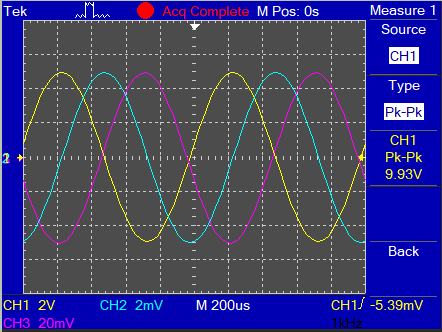 Tek Acq Complete M Pos: 0s Measure 1
Source
CH1
Type
Pk-Pk
CH1
Pk-Pk
9.93V
Back
CH1 2V CH2 2mV M 200us CH1/ -5.39mV
CH3 20mV 1kHz